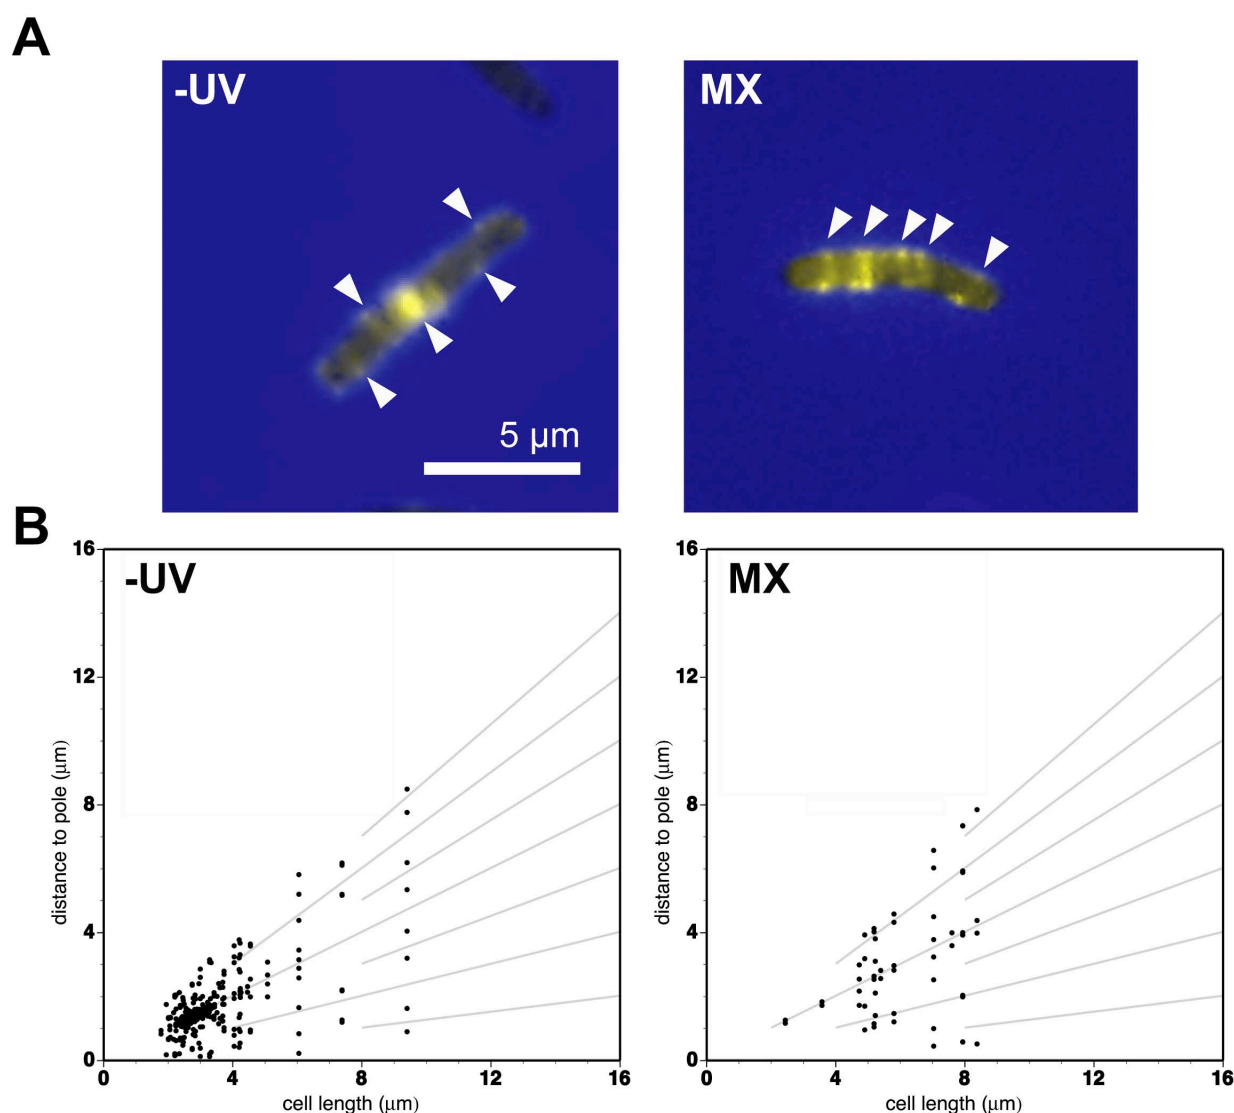 A
-UV
MX
5 µm
B
-UV
MX
16
12
8
4
0
0 4 8 12 16
distance to pole (µm)
cell length (µm)
16
12
8
4
0
0 4 8 12 16
distance to pole (µm)
cell length (µm)